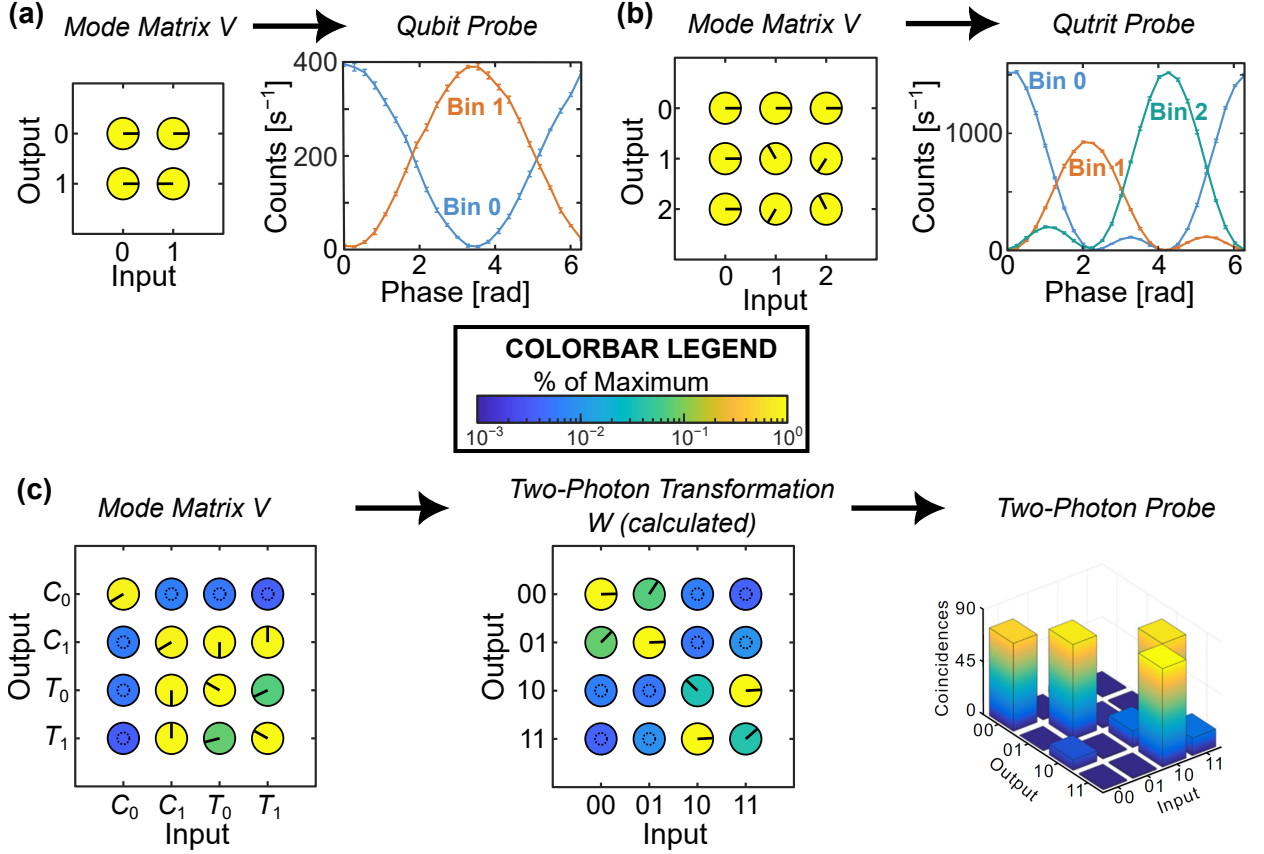 (a)
Mode Matrix V
Qubit Probe
Output
0
1
0
1
Input
Counts [s⁻¹]
400
200
0
Bin 1
Bin 0
0
2
4
6
Phase [rad]
(b)
Mode Matrix V
Qutrit Probe
Output
0
1
2
0
1
2
Input
Counts [s⁻¹]
1000
0
Bin 0
Bin 2
Bin 1
0
2
4
6
Phase [rad]
COLORBAR LEGEND
% of Maximum
10⁻³
10⁻²
10⁻¹
10⁰
(c)
Mode Matrix V
Two-Photon Transformation
W (calculated)
Two-Photon Probe
Output
C₀
C₁
T₀
T₁
C₀
C₁
T₀
T₁
Input
Output
00
01
10
11
00
01
10
11
Input
Coincidences
90
45
0
00
01
10
11
Output
00
01
10
11
Input